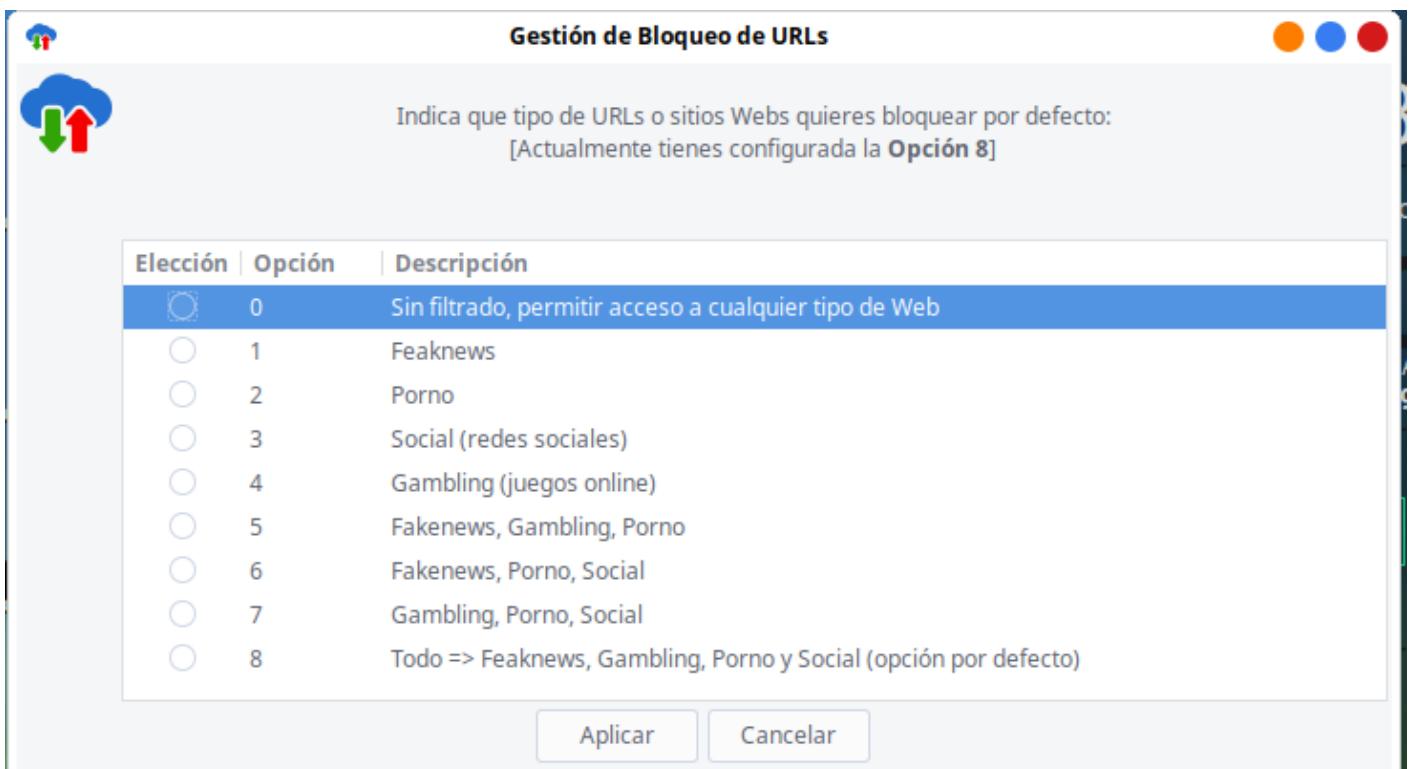 Gestión de Bloqueo de URLs
Indica que tipo de URLs o sitios Webs quieres bloquear por defecto:
[Actualmente tienes configurada la Opción 8]
Elección Opción Descripción
0 Sin filtrado, permitir acceso a cualquier tipo de Web
1 Feaknews
2 Porno
3 Social (redes sociales)
4 Gambling (juegos online)
5 Fakenews, Gambling, Porno
6 Fakenews, Porno, Social
7 Gambling, Porno, Social
8 Todo => Feaknews, Gambling, Porno y Social (opción por defecto)
Aplicar Cancelar